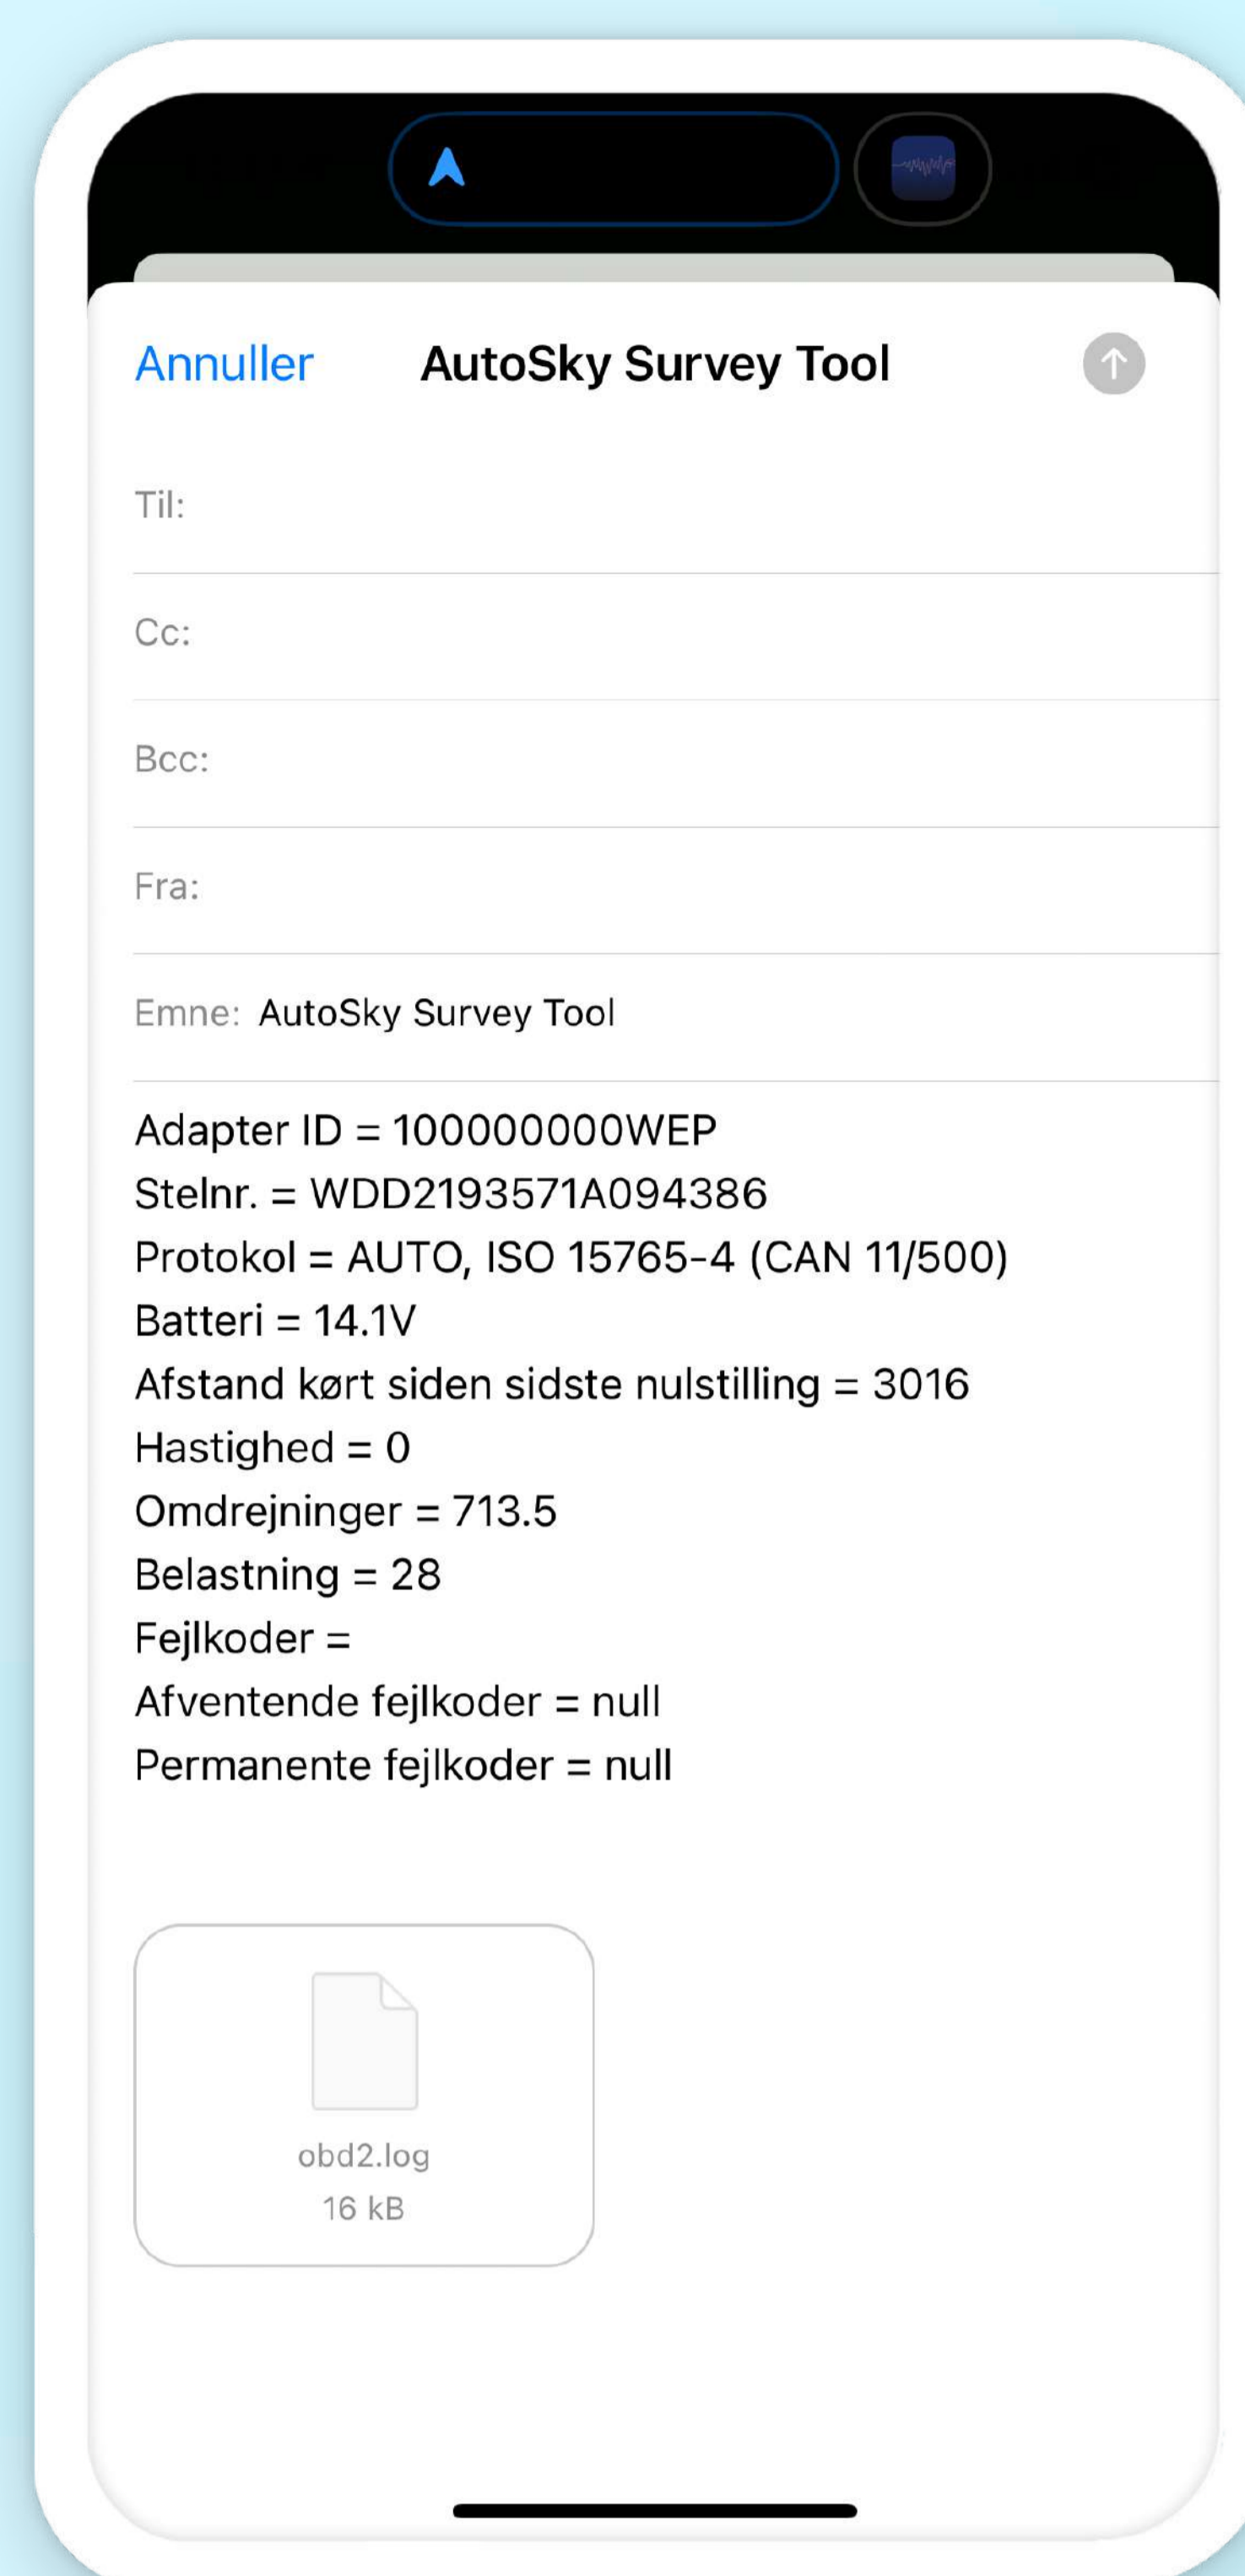 Annuller AutoSky Survey Tool
Til:
Cc:
Bcc:
Fra:
Emne: AutoSky Survey Tool
Adapter ID = 100000000WEP
Stelnr. = WDD2193571A094386
Protokol = AUTO, ISO 15765-4 (CAN 11/500)
Batteri = 14.1V
Afstand kørt siden sidste nulstilling = 3016
Hastighed = 0
Omdrejninger = 713.5
Belastning = 28
Fejlkoder =
Afventende fejlkoder = null
Permanente fejlkoder = null
obd2.log
16 kB